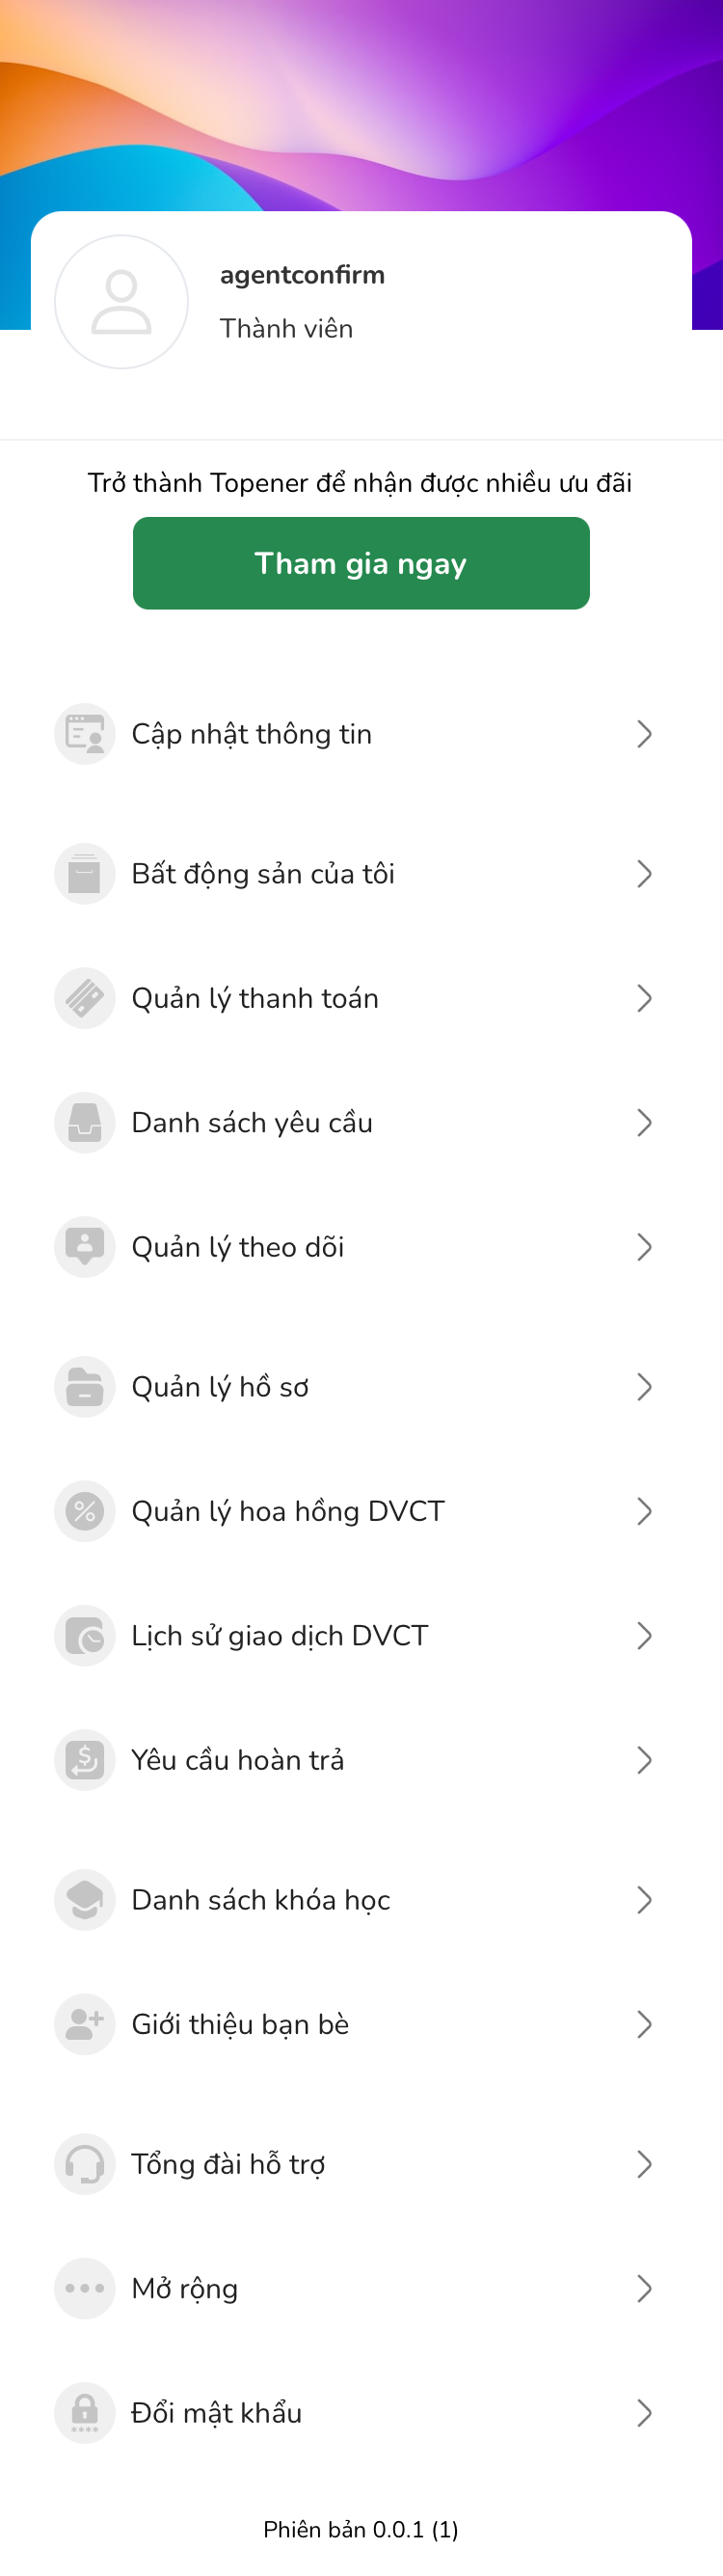 agentconfirm
Thành viên
Trở thành Topener để nhận được nhiều ưu đãi
Tham gia ngay
Cập nhật thông tin
Bất động sản của tôi
Quản lý thanh toán
Danh sách yêu cầu
Quản lý theo dõi
Quản lý hồ sơ
Quản lý hoa hồng DVCT
Lịch sử giao dịch DVCT
Yêu cầu hoàn trả
Danh sách khóa học
Giới thiệu bạn bè
Tổng đài hỗ trợ
Mở rộng
Đổi mật khẩu
Phiên bản 0.0.1 (1)